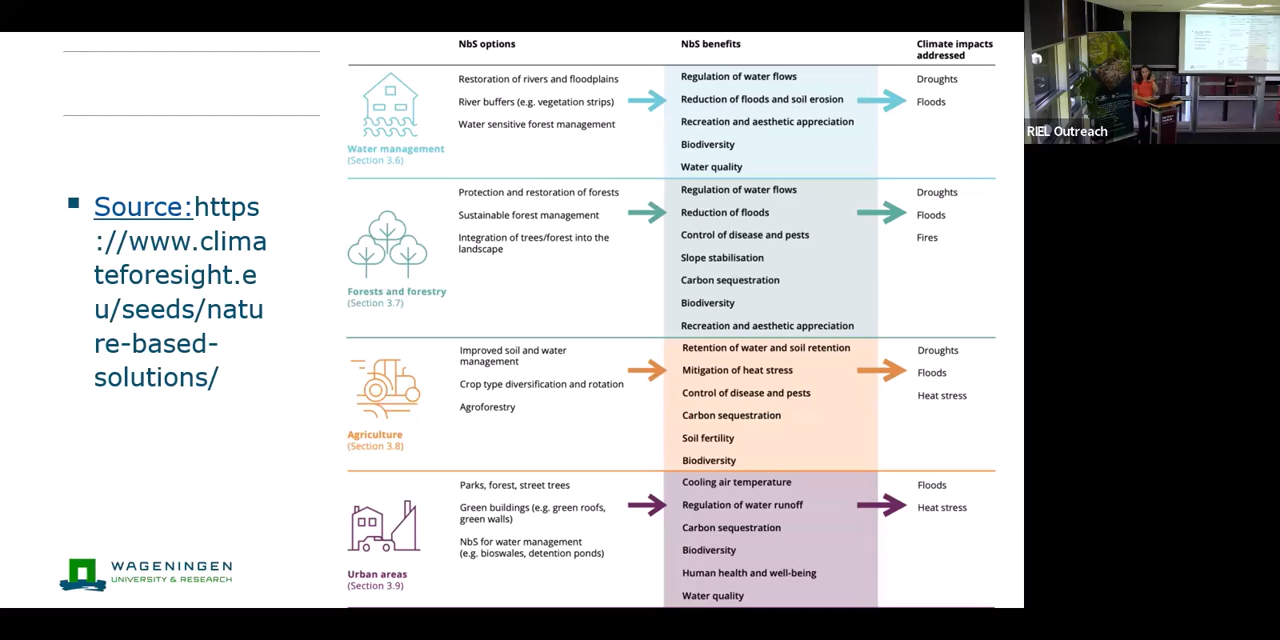 NbS options
NbS benefits
Climate impacts
addressed
Restoration of rivers and floodplains
River buffers (e.g. vegetation strips)
Water sensitive forest management
Regulation of water flows
Reduction of floods and soil erosion
Recreation and aesthetic appreciation
Biodiversity
Water quality
Droughts
Floods
Water management
(Section 3.6)
Protection and restoration of forests
Sustainable forest management
Integration of trees/forest into the
landscape
Regulation of water flows
Reduction of floods
Control of disease and pests
Slope stabilisation
Carbon sequestration
Biodiversity
Recreation and aesthetic appreciation
Droughts
Floods
Fires
Forests and forestry
(Section 3.7)
Improved soil and water
management
Crop type diversification and rotation
Agroforestry
Retention of water and soil retention
Mitigation of heat stress
Control of disease and pests
Carbon sequestration
Soil fertility
Biodiversity
Droughts
Floods
Heat stress
Agriculture
(Section 3.8)
Parks, forest, street trees
Green buildings (e.g. green roofs,
green walls)
NbS for water management
(e.g. bioswales, detention ponds)
Cooling air temperature
Regulation of water runoff
Carbon sequestration
Biodiversity
Human health and well-being
Water quality
Floods
Heat stress
Urban areas
(Section 3.9)
Source:https
://www.clima
teforesight.e
u/seeds/natu
re-based-
solutions/
WAGENINGEN
UNIVERSITY & RESEARCH
RIEL Outreach